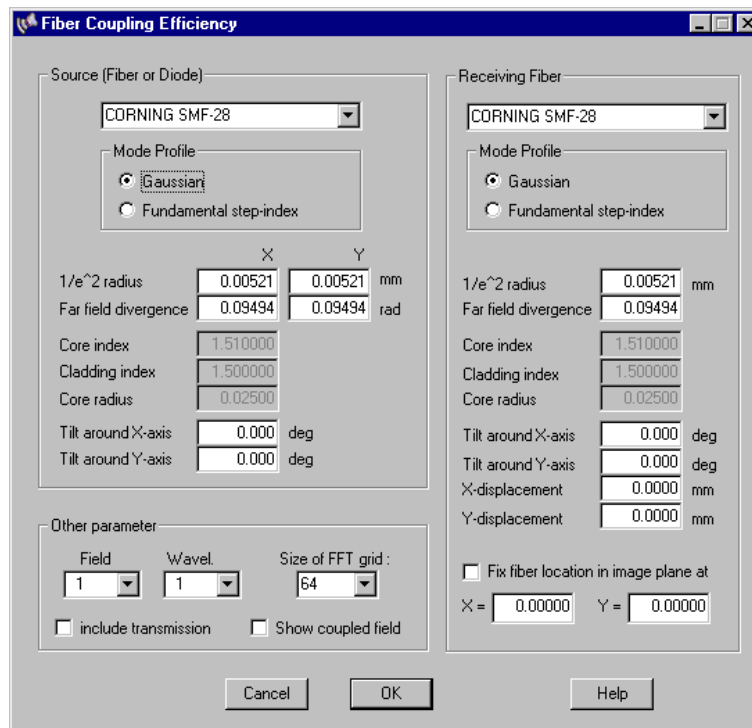 Fiber Coupling Efficiency
Source (Fiber or Diode)
CORNING SMF-28
Mode Profile
Gaussian
Fundamental step-index
X Y
1/e^2 radius 0.00521 0.00521 mm
Far field divergence 0.09494 0.09494 rad
Core index 1.510000
Cladding index 1.500000
Core radius 0.02500
Tilt around X-axis 0.000 deg
Tilt around Y-axis 0.000 deg
Other parameter
Field Wavel. Size of FFT grid :
1 1 64
include transmission Show coupled field
Receiving Fiber
CORNING SMF-28
Mode Profile
Gaussian
Fundamental step-index
1/e^2 radius 0.00521 mm
Far field divergence 0.09494
Core index 1.510000
Cladding index 1.500000
Core radius 0.02500
Tilt around X-axis 0.000 deg
Tilt around Y-axis 0.000 deg
X-displacement 0.0000 mm
Y-displacement 0.0000 mm
Fix fiber location in image plane at
X = 0.00000 Y = 0.00000
Cancel OK Help